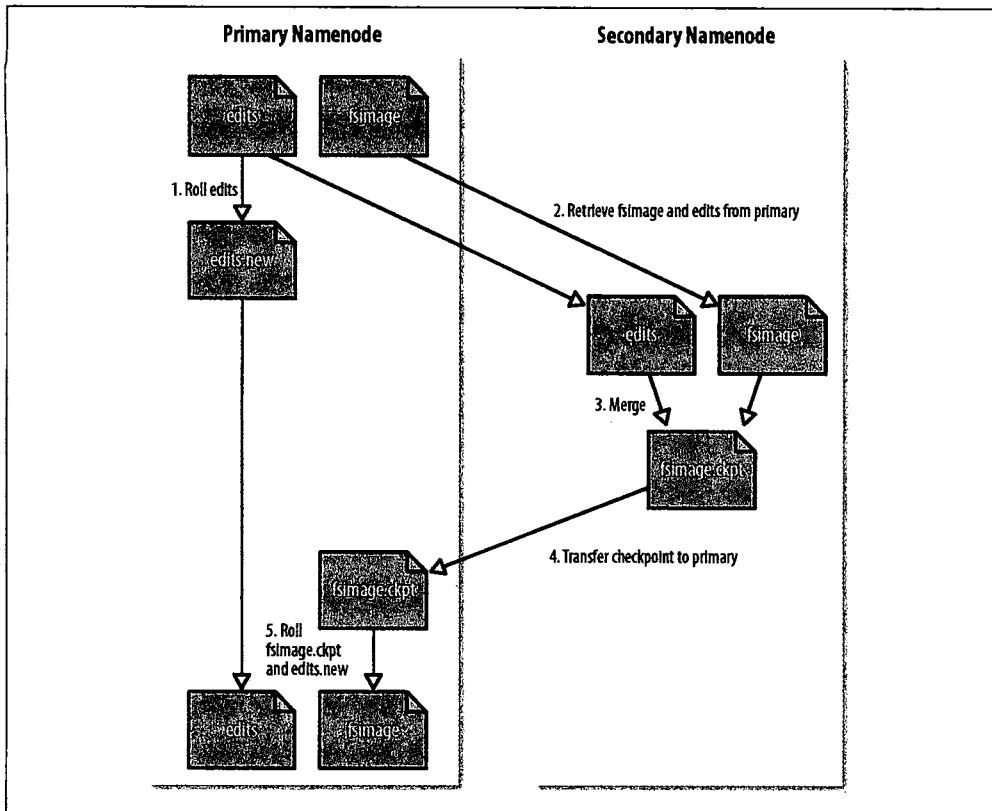 Primary Namenode
Secondary Namenode
edits
fsimage
1. Roll edits
2. Retrieve fsimage and edits from primary
edits.new
edits
fsimage
3. Merge
fsimage.ckpt
4. Transfer checkpoint to primary
fsimage.ckpt
5. Roll
fsimage.ckpt
and edits.new
edits
fsimage